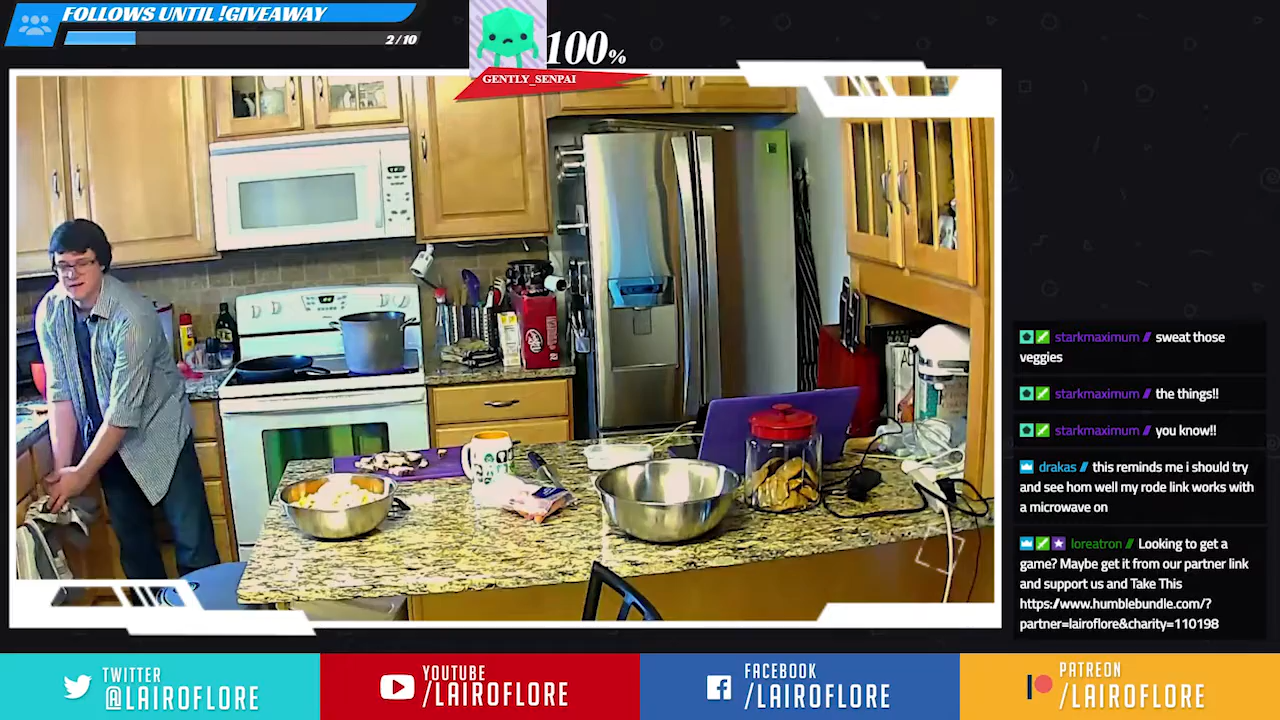 FOLLOWS UNTIL !GIVEAWAY
2 / 10
100%
GENTLY_SENPAI
starkmaximum // sweat those
veggies
starkmaximum // the things!!
starkmaximum // you know!!
drakas // this reminds me i should try
and see hom well my rode link works with
a microwave on
loreatron // Looking to get a
game? Maybe get it from our partner link
and support us and Take This
https://www.humblebundle.com/?
partner=lairoflore&charity=110198
TWITTER
@LAIROFLORE
YOUTUBE
/LAIROFLORE
FACEBOOK
/LAIROFLORE
PATREON
/LAIROFLORE